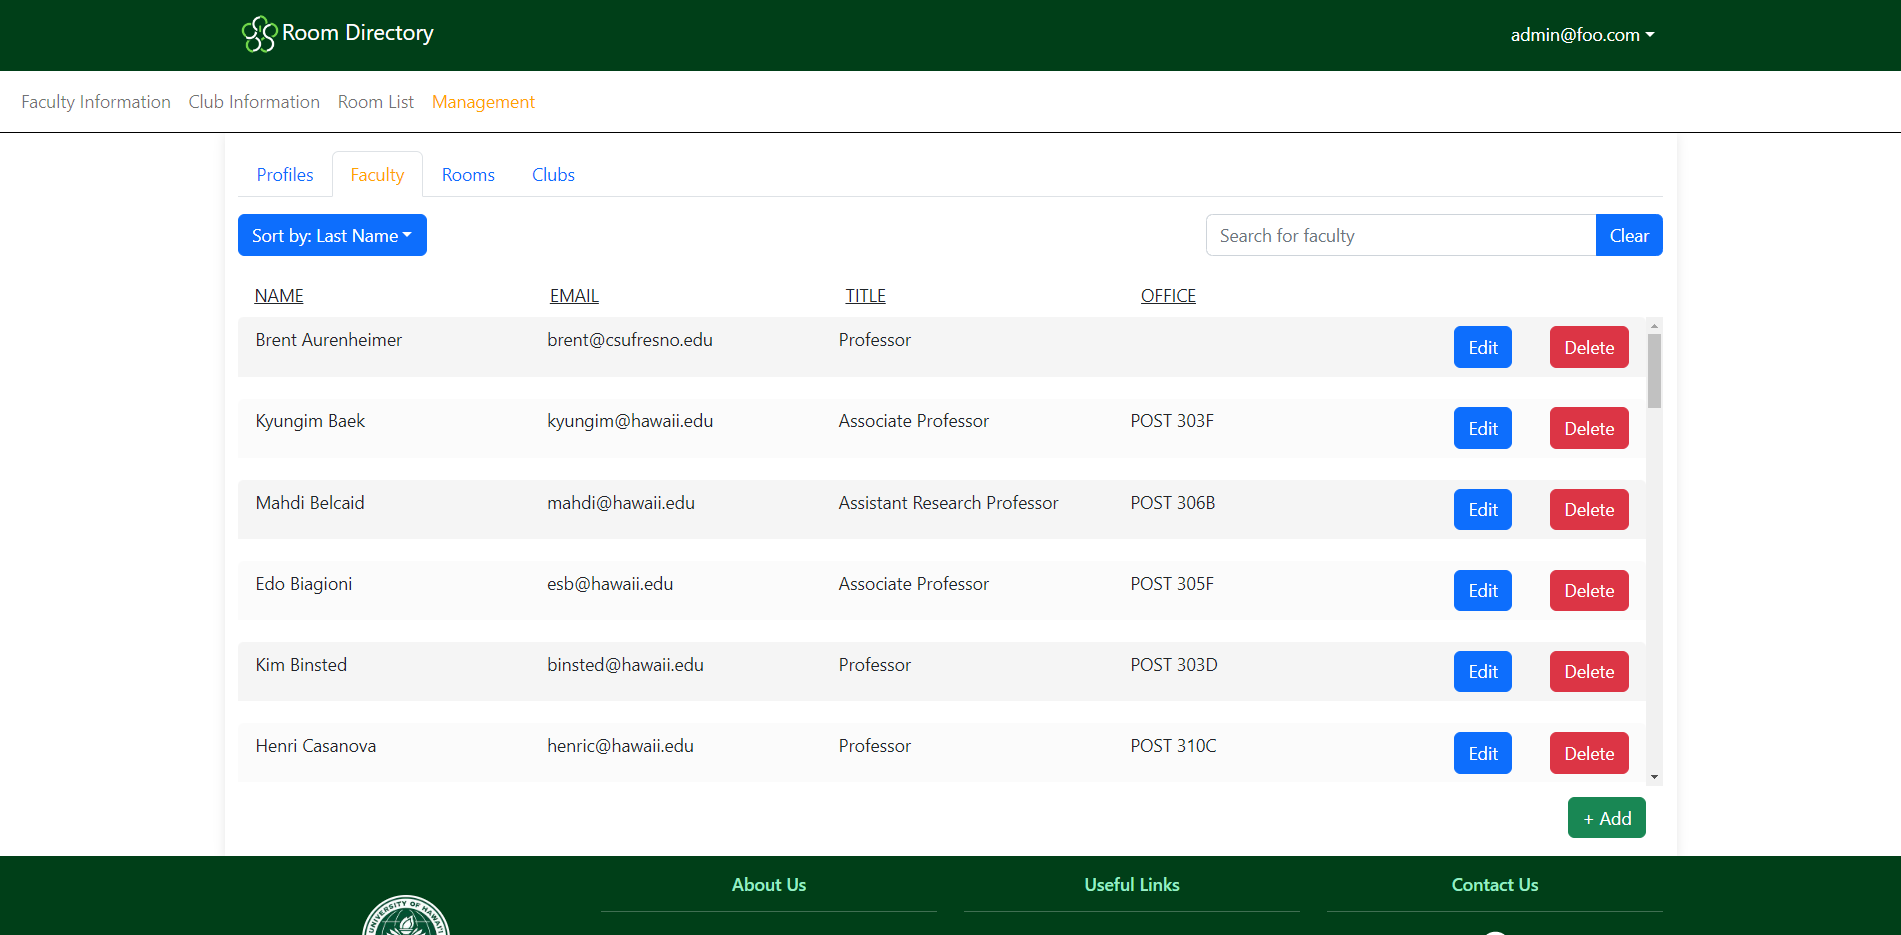 Room Directory
admin@foo.com
Faculty Information Club Information Room List Management
Profiles Faculty Rooms Clubs
Sort by: Last Name Search for faculty Clear
NAME EMAIL TITLE OFFICE
Brent Aurenheimer brent@csufresno.edu Professor Edit Delete
Kyungim Baek kyungim@hawaii.edu Associate Professor POST 303F Edit Delete
Mahdi Belcaid mahdi@hawaii.edu Assistant Research Professor POST 306B Edit Delete
Edo Biagioni esb@hawaii.edu Associate Professor POST 305F Edit Delete
Kim Binsted binsted@hawaii.edu Professor POST 303D Edit Delete
Henri Casanova henric@hawaii.edu Professor POST 310C Edit Delete
+ Add
About Us Useful Links Contact Us
UNIVERSITY OF HAWAI'I